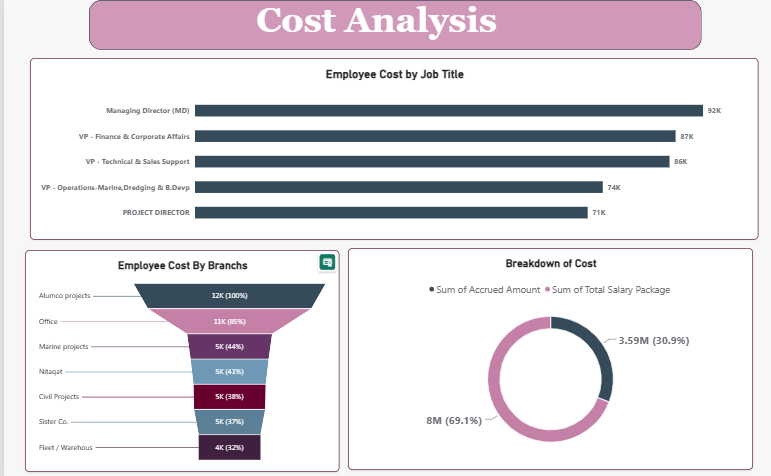 Cost Analysis
Employee Cost by Job Title
Managing Director (MD) 92K
VP - Finance & Corporate Affairs 87K
VP - Technical & Sales Support 86K
VP - Operations-Marine,Dredging & B.Devp 74K
PROJECT DIRECTOR 71K
Employee Cost By Branchs
Alumco projects 12K (100%)
Office 11K (85%)
Marine projects 5K (44%)
Nitaqat 5K (41%)
Civil Projects 5K (38%)
Sister Co. 5K (37%)
Fleet / Warehous 4K (32%)
Breakdown of Cost
Sum of Accrued Amount Sum of Total Salary Package
3.59M (30.9%)
8M (69.1%)